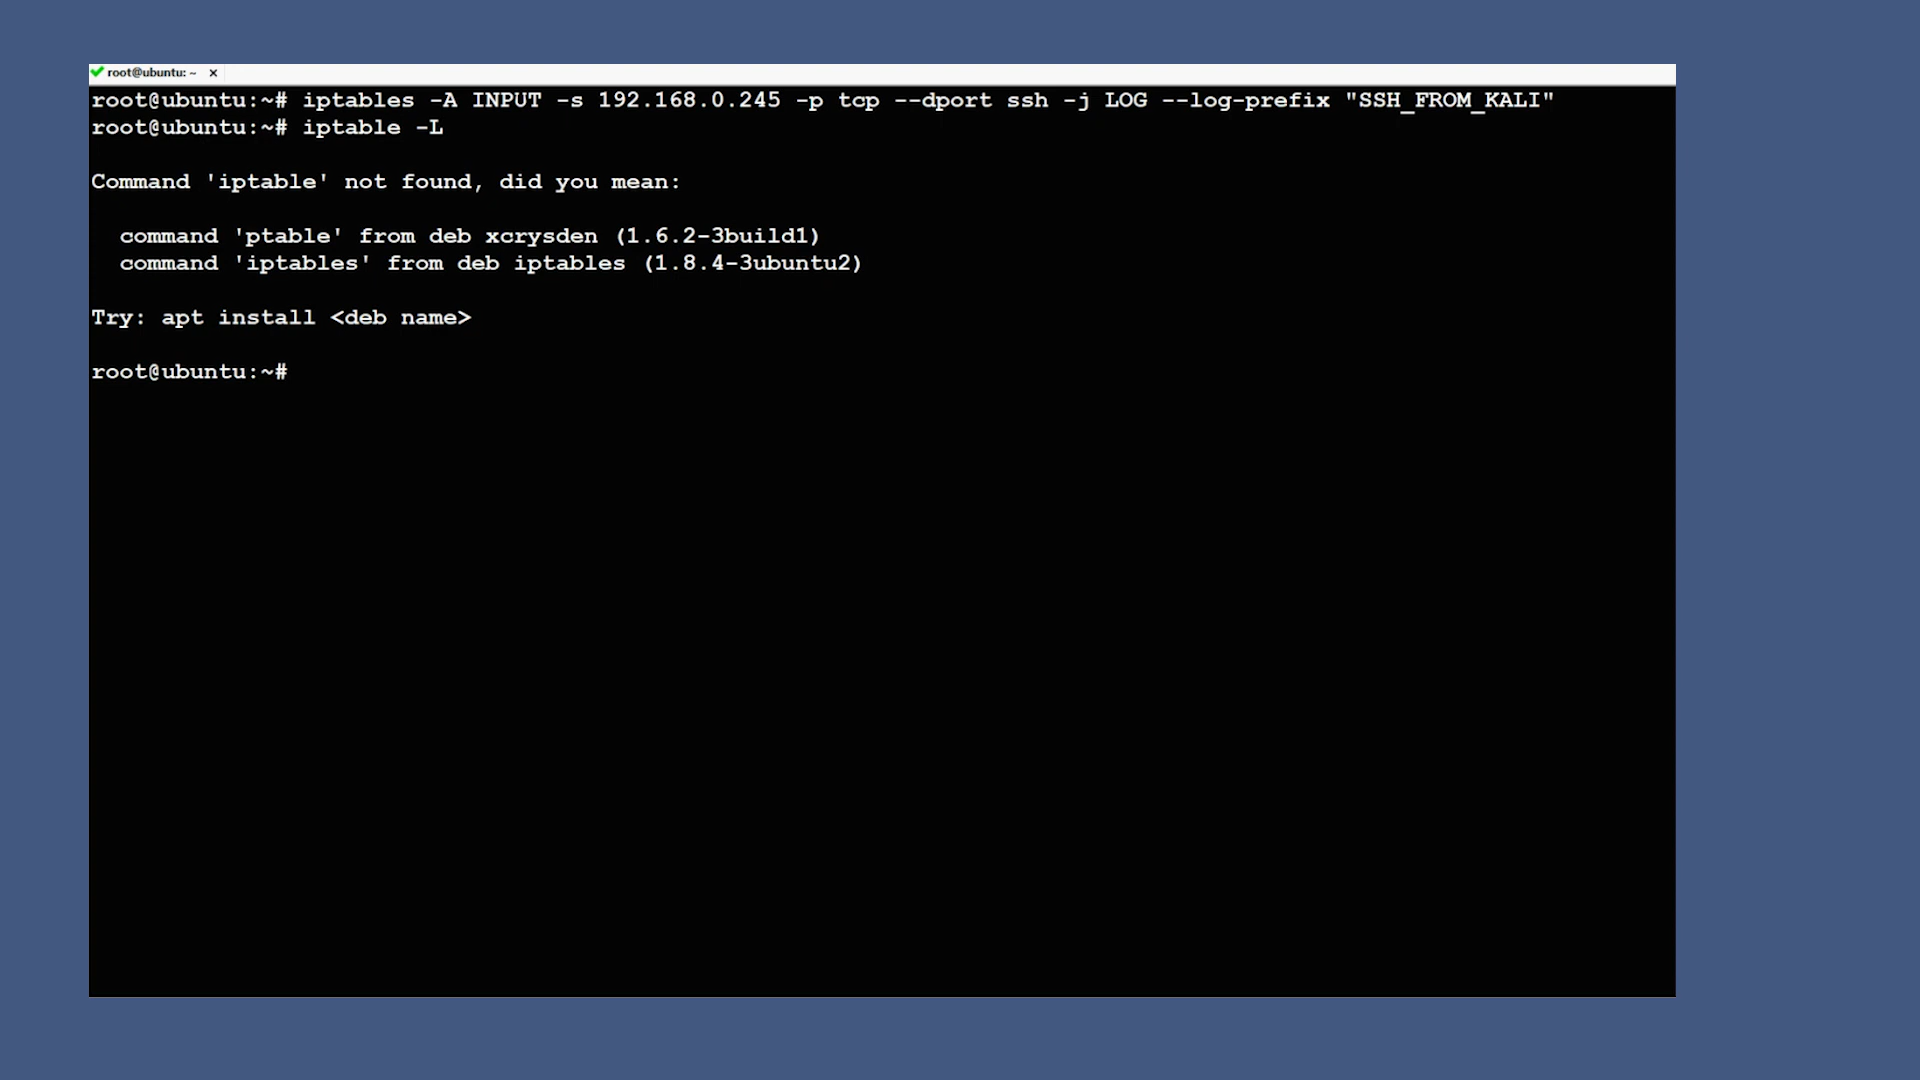 root@ubuntu: ~ ×
root@ubuntu:~# iptables -A INPUT -s 192.168.0.245 -p tcp --dport ssh -j LOG --log-prefix "SSH_FROM_KALI"
root@ubuntu:~# iptable -L
Command 'iptable' not found, did you mean:
command 'ptable' from deb xcrysden (1.6.2-3build1)
command 'iptables' from deb iptables (1.8.4-3ubuntu2)
Try: apt install <deb name>
root@ubuntu:~#